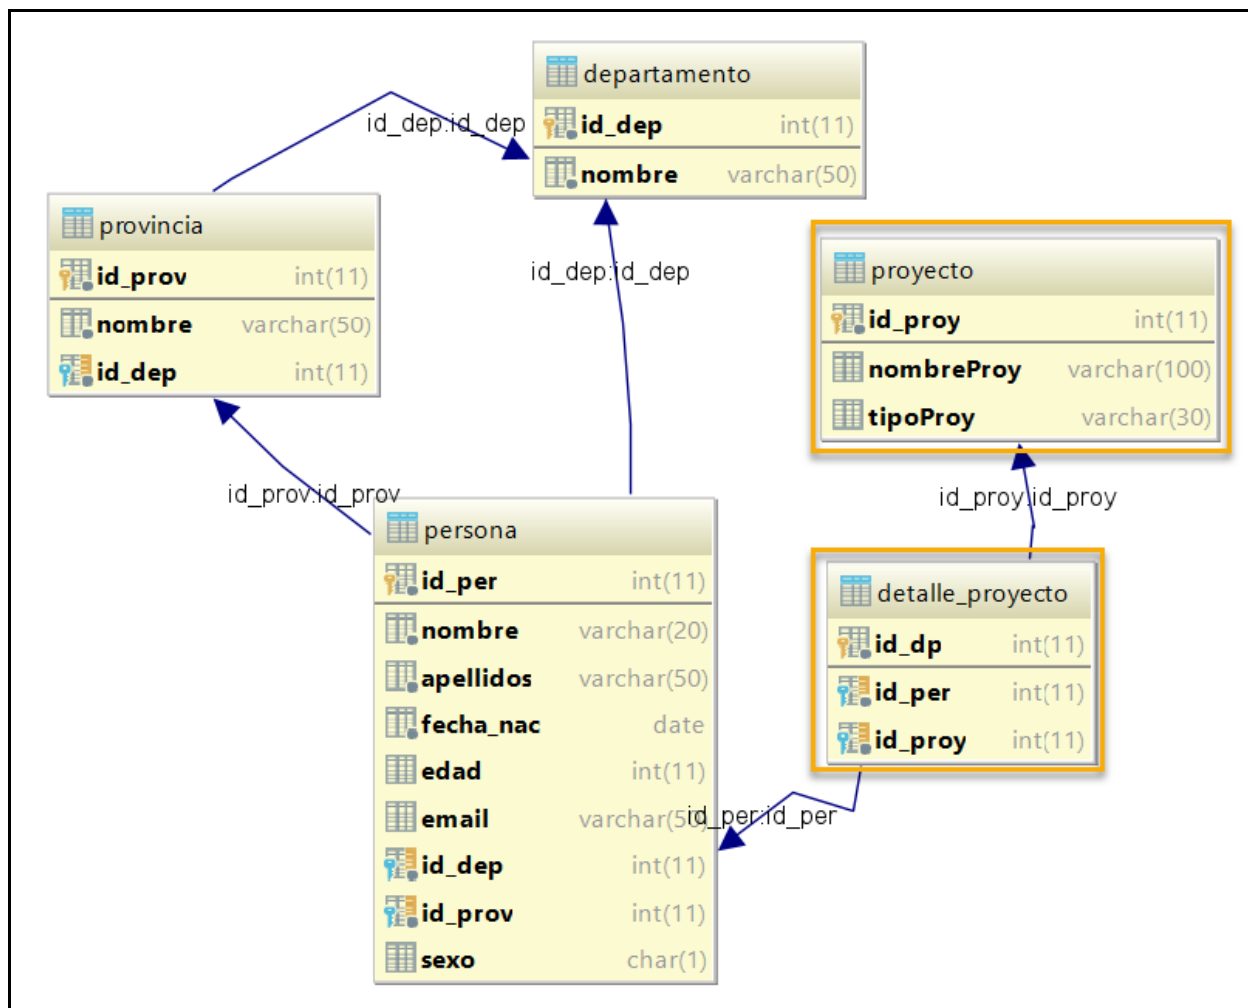 departamento
id_dep int(11)
nombre varchar(50)
id_dep:id_dep
provincia
id_prov int(11)
nombre varchar(50)
id_dep int(11)
id_dep:id_dep
proyecto
id_proy int(11)
nombreProy varchar(100)
tipoProy varchar(30)
id_prov:id_prov
id_proy:id_proy
persona
id_per int(11)
nombre varchar(20)
apellidos varchar(50)
fecha_nac date
edad int(11)
email varchar(50)
id_dep int(11)
id_prov int(11)
sexo char(1)
detalle_proyecto
id_dp int(11)
id_per int(11)
id_proy int(11)
id_per:id_per